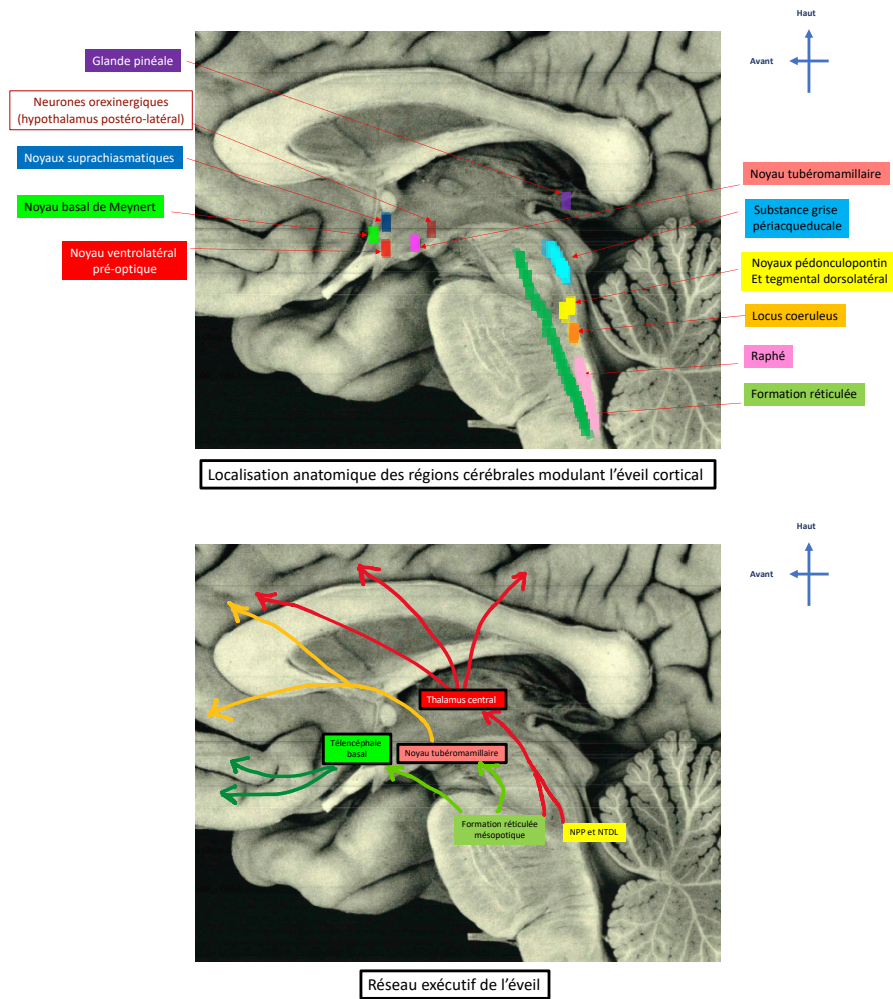 Haut
Avant
Glande pinéale
Neurones orexinergiques
(hypothalamus postéro-latéral)
Noyaux suprachiasmatiques
Noyau basal de Meynert
Noyau ventrolatéral
pré-optique
Noyau tubéromamillaire
Substance grise
périacqueducale
Noyaux pédonculopontin
Et tegmental dorsolatéral
Locus coeruleus
Raphé
Formation réticulée
Localisation anatomique des régions cérébrales modulant l'éveil cortical
Haut
Avant
Thalamus central
Télencéphale
basal
Noyau tubéromamillaire
Formation réticulée
mésopotique
NPP et NTDL
Réseau exécutif de l'éveil